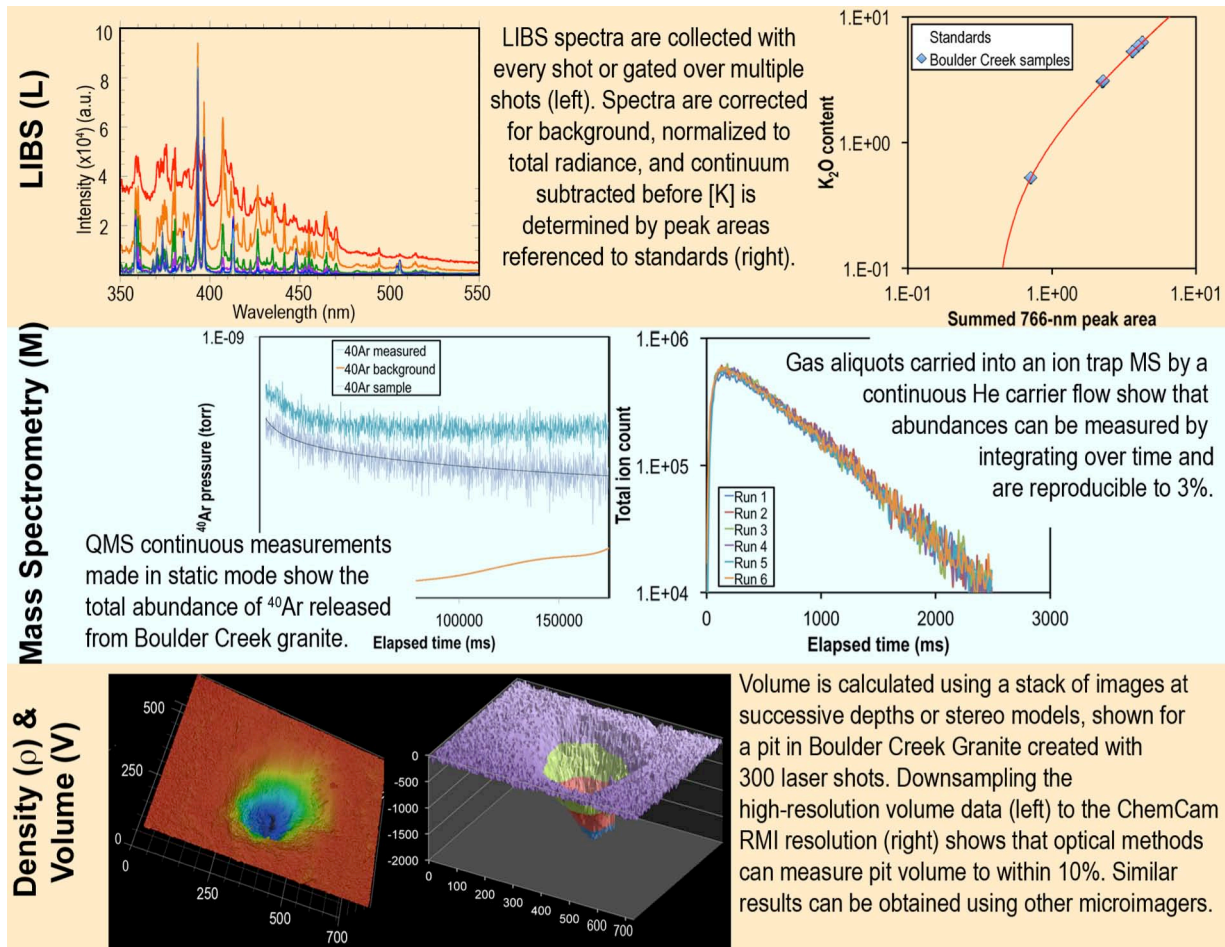 LIBS (L)
Intensity (x10⁴) (a.u.)
10
8
6
4
2
350
400
450
500
550
Wavelength (nm)
LIBS spectra are collected with
every shot or gated over multiple
shots (left). Spectra are corrected
for background, normalized to
total radiance, and continuum
subtracted before [K] is
determined by peak areas
referenced to standards (right).
K₂O content
1.E+01
1.E+00
1.E-01
Standards
Boulder Creek samples
1.E-01
1.E+00
1.E+01
Summed 766-nm peak area
Mass Spectrometry (M)
1.E-09
⁴⁰Ar pressure (torr)
40Ar measured
40Ar background
40Ar sample
100000
150000
Elapsed time (ms)
QMS continuous measurements
made in static mode show the
total abundance of ⁴⁰Ar released
from Boulder Creek granite.
Total ion count
1.E+06
1.E+05
1.E+04
Run 1
Run 2
Run 3
Run 4
Run 5
Run 6
0
1000
2000
3000
Elapsed time (ms)
Gas aliquots carried into an ion trap MS by a
continuous He carrier flow show that
abundances can be measured by
integrating over time and
are reproducible to 3%.
Density (ρ) &
Volume (V)
500
250
0
0
250
500
700
0
-500
-1000
-1500
-2000
0
100
200
300
400
500
600
700
Volume is calculated using a stack of images at
successive depths or stereo models, shown for
a pit in Boulder Creek Granite created with
300 laser shots. Downsampling the
high-resolution volume data (left) to the ChemCam
RMI resolution (right) shows that optical methods
can measure pit volume to within 10%. Similar
results can be obtained using other microimagers.